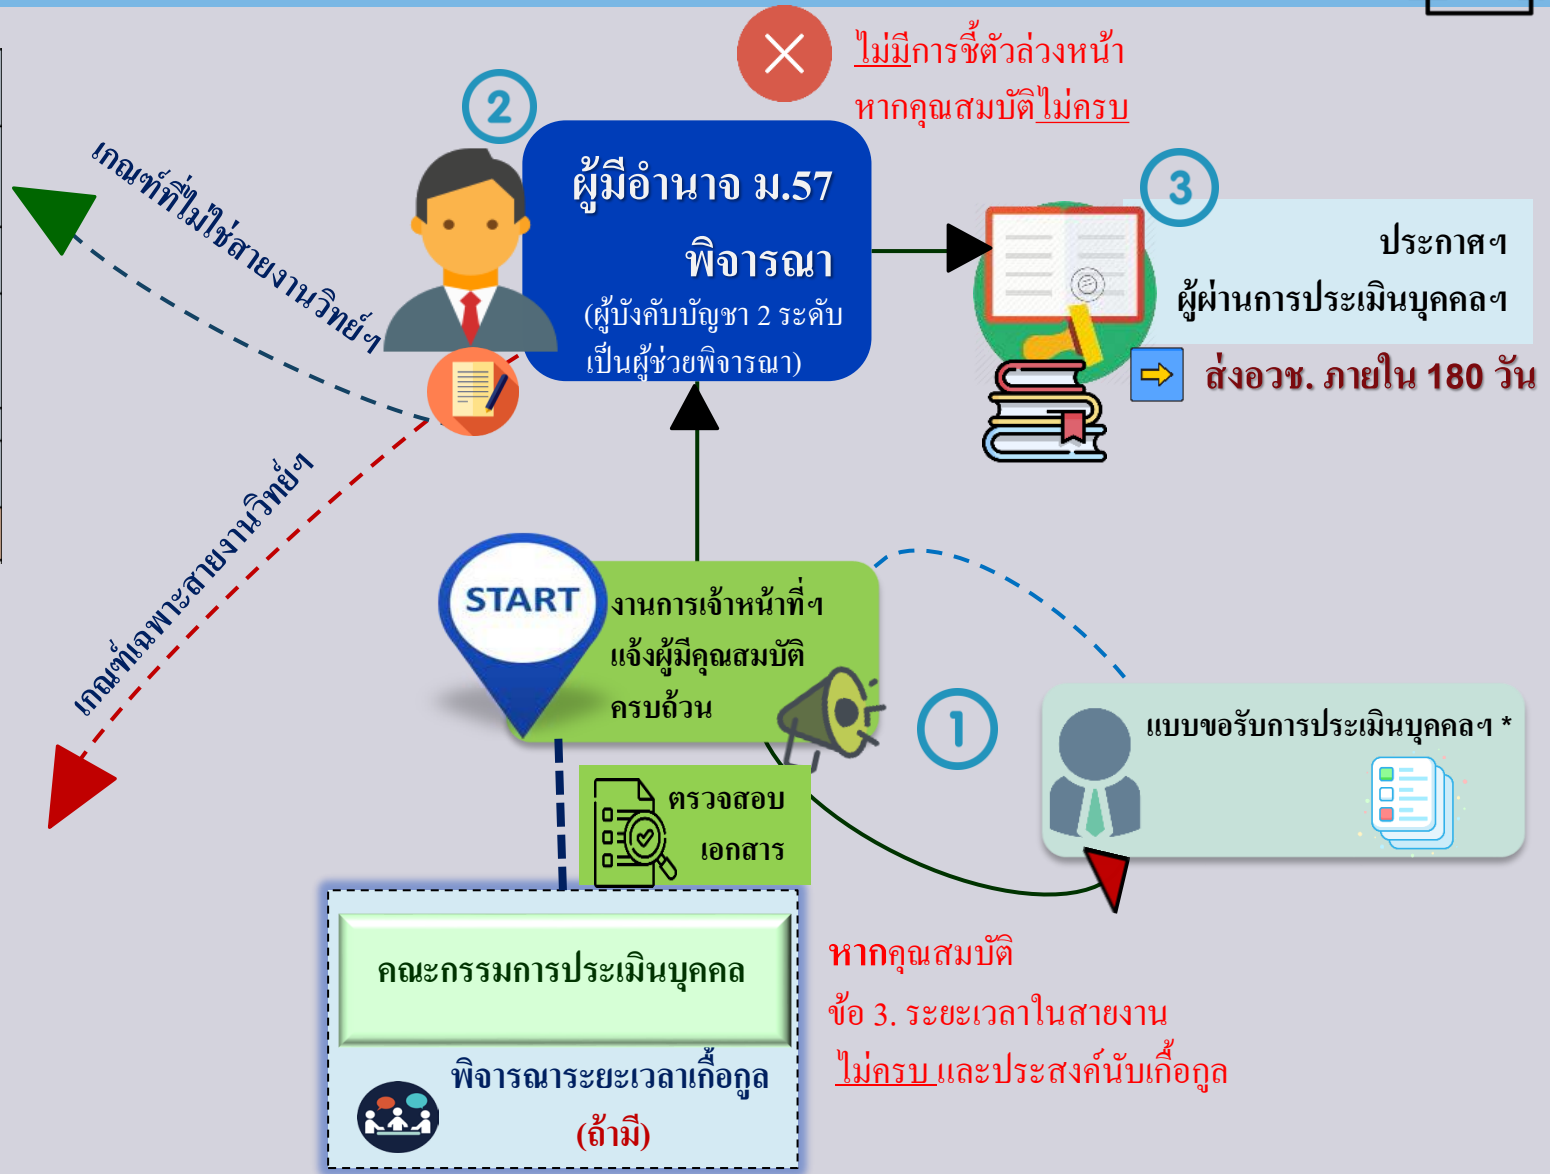 ไม่มีการชี้ตัวล่วงหน้า
หากคุณสมบัติไม่ครบ
2
ผู้มีอำนาจ ม.57
พิจารณา
(ผู้บังคับบัญชา 2 ระดับ
เป็นผู้ช่วยพิจารณา)
3
ประกาศฯ
ผู้ผ่านการประเมินบุคคลฯ
ส่งอวช. ภายใน 180 วัน
เกณฑ์ที่ไม่ใช่สายงานวิทย์ฯ
เกณฑ์เฉพาะสายงานวิทย์ฯ
START
งานการเจ้าหน้าที่ฯ
แจ้งผู้มีคุณสมบัติ
ครบถ้วน
1
แบบขอรับการประเมินบุคคลฯ *
ตรวจสอบ
เอกสาร
คณะกรรมการประเมินบุคคล
พิจารณาระยะเวลาเกื้อกูล
(ถ้ามี)
หากคุณสมบัติ
ข้อ 3. ระยะเวลาในสายงาน
ไม่ครบ และประสงค์นับเกื้อกูล